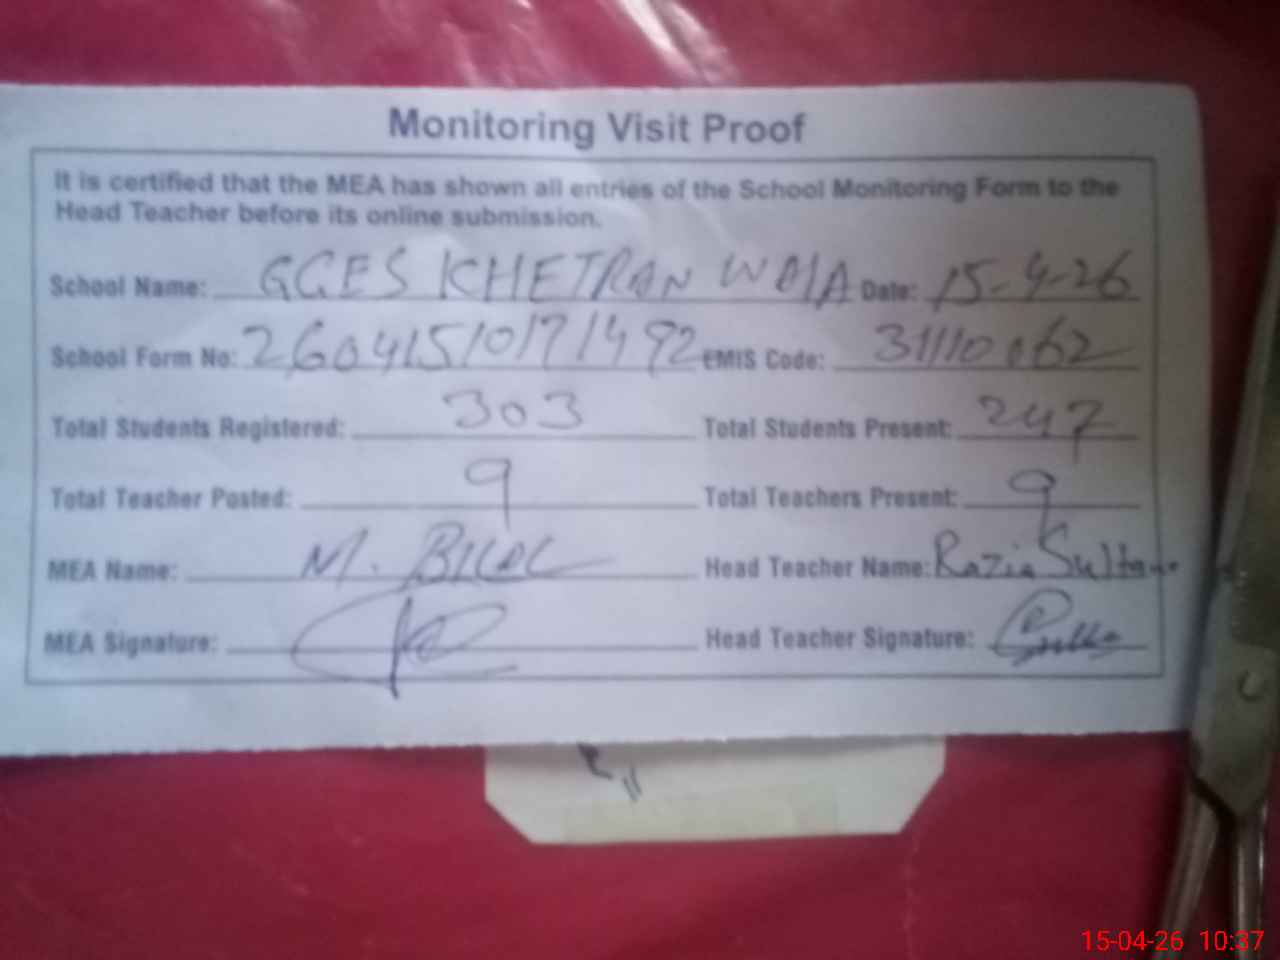 Monitoring Visit Proof
It is certified that the MEA has shown all entries of the School Monitoring Form to the
Head Teacher before its online submission.
School Name: GGES KHETRAN WALA Date: 15-4-26
School Form No: 260415/0171492 EMIS Code: 31110062
Total Students Registered: 303 Total Students Present: 247
Total Teacher Posted: 9 Total Teachers Present: 9
MEA Name: M. Bilal Head Teacher Name: Razia Sultana
MEA Signature: Head Teacher Signature:
15-04-26 10:37